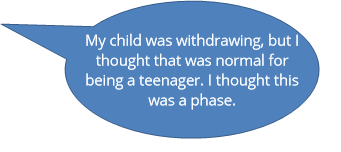 My child was withdrawing, but I
thought that was normal for
being a teenager. I thought this
was a phase.